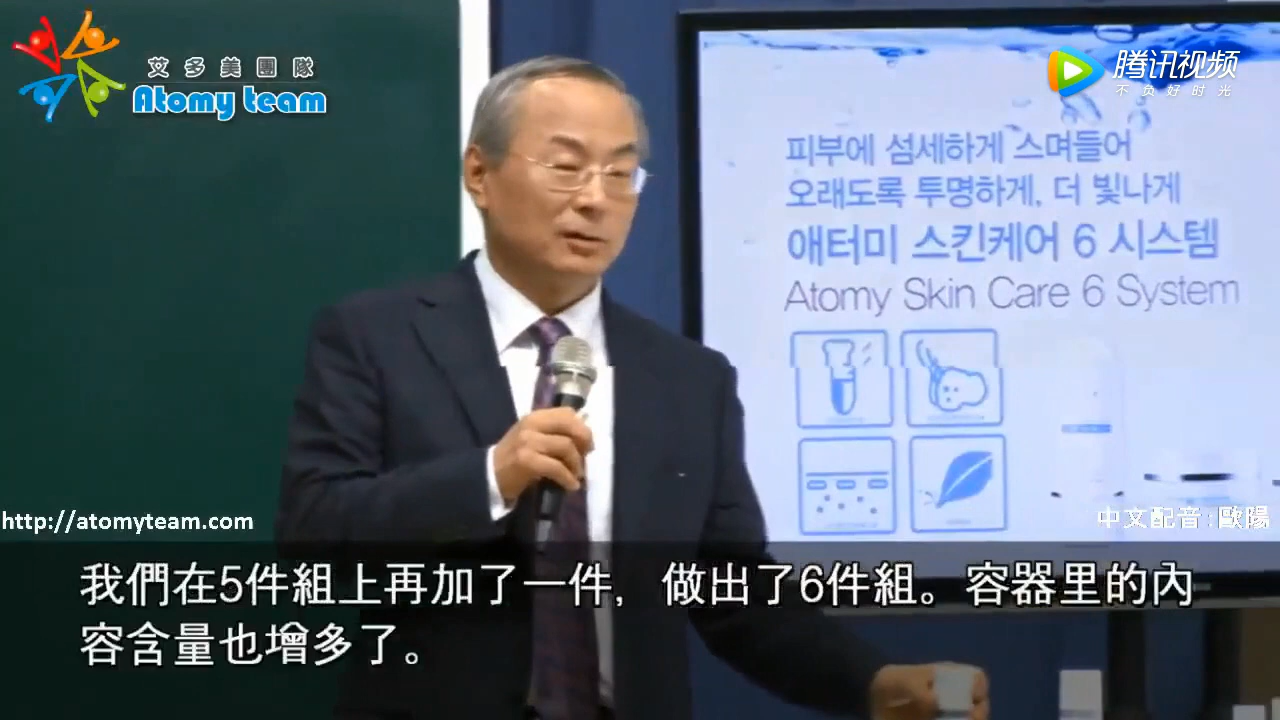 艾多美團隊
Atomy team
腾讯视频
不负好时光
피부에 섬세하게 스며들어
오래도록 투명하게, 더 빛나게
애터미 스킨케어 6 시스템
Atomy Skin Care 6 System
http://atomyteam.com
中文配音:歐陽
我們在5件組上再加了一件，做出了6件組。容器里的內
容含量也增多了。